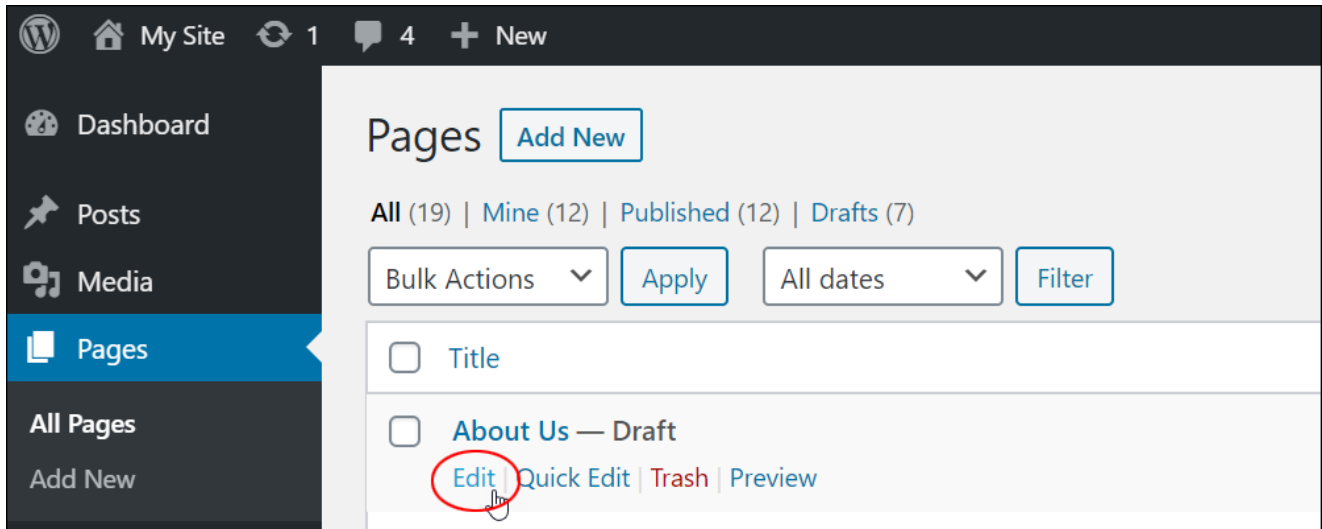 My Site 1 4 New
Dashboard
Posts
Media
Pages
All Pages
Add New
Pages Add New
All (19) | Mine (12) | Published (12) | Drafts (7)
Bulk Actions Apply All dates Filter
Title
About Us — Draft
Edit | Quick Edit | Trash | Preview